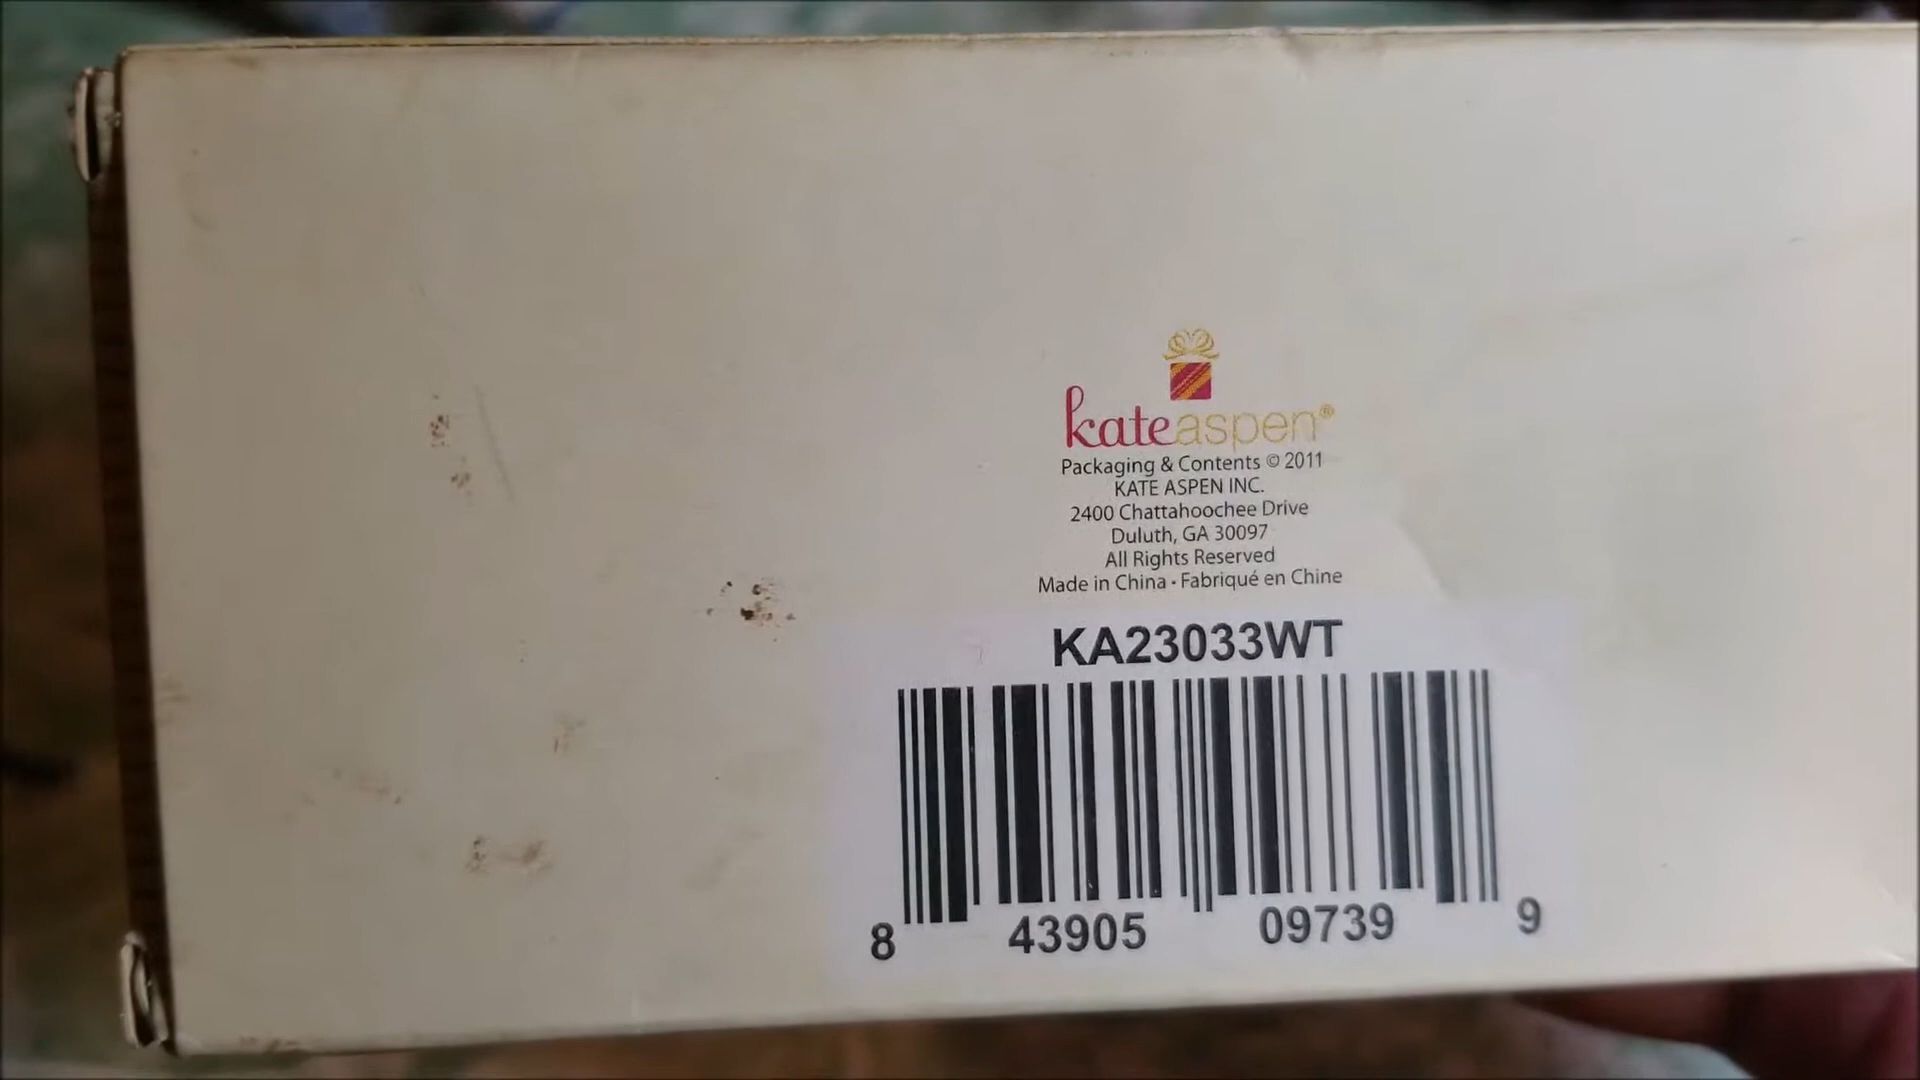 kateaspen®
Packaging & Contents © 2011
KATE ASPEN INC.
2400 Chattahoochee Drive
Duluth, GA 30097
All Rights Reserved
Made in China • Fabriqué en Chine
KA23033WT
8 43905 09739 9